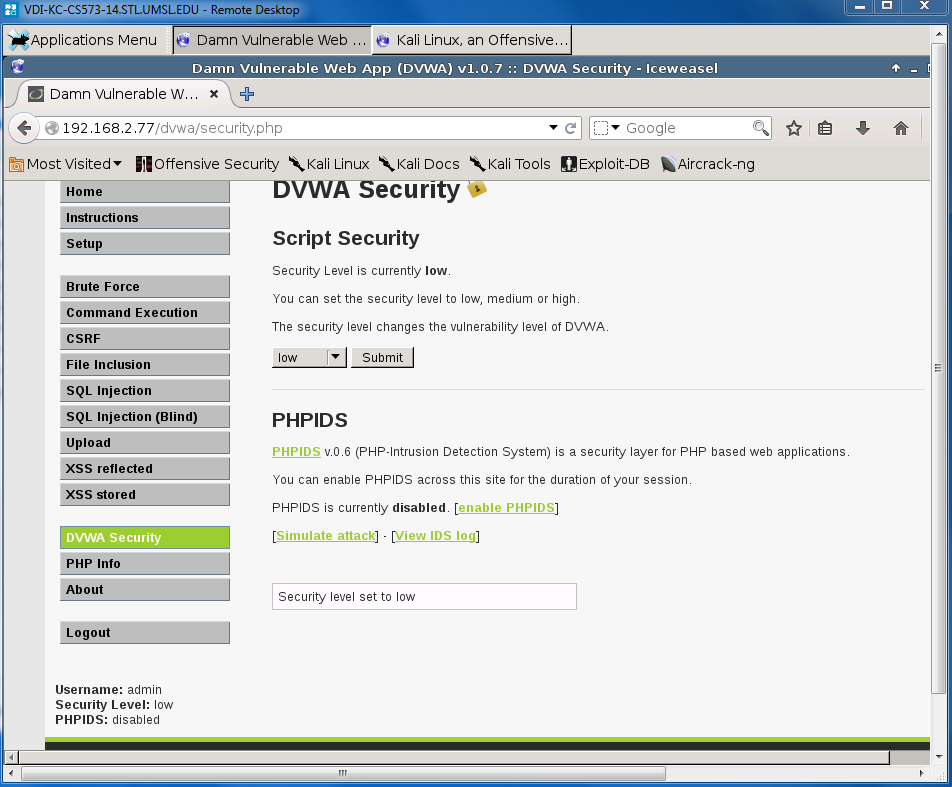 VDI-KC-CS573-14.STL.UMSL.EDU - Remote Desktop
Applications Menu
Damn Vulnerable Web ...
Kali Linux, an Offensive...
Damn Vulnerable Web App (DVWA) v1.0.7 :: DVWA Security - Iceweasel
Damn Vulnerable W...
192.168.2.77/dvwa/security.php
Google
Most Visited
Offensive Security
Kali Linux
Kali Docs
Kali Tools
Exploit-DB
Aircrack-ng
Home
Instructions
Setup
Brute Force
Command Execution
CSRF
File Inclusion
SQL Injection
SQL Injection (Blind)
Upload
XSS reflected
XSS stored
DVWA Security
PHP Info
About
Logout
Username: admin
Security Level: low
PHPIDS: disabled
DVWA Security
Script Security
Security Level is currently low.
You can set the security level to low, medium or high.
The security level changes the vulnerability level of DVWA.
low
Submit
PHPIDS
PHPIDS v.0.6 (PHP-Intrusion Detection System) is a security layer for PHP based web applications.
You can enable PHPIDS across this site for the duration of your session.
PHPIDS is currently disabled. [enable PHPIDS]
[Simulate attack] - [View IDS log]
Security level set to low